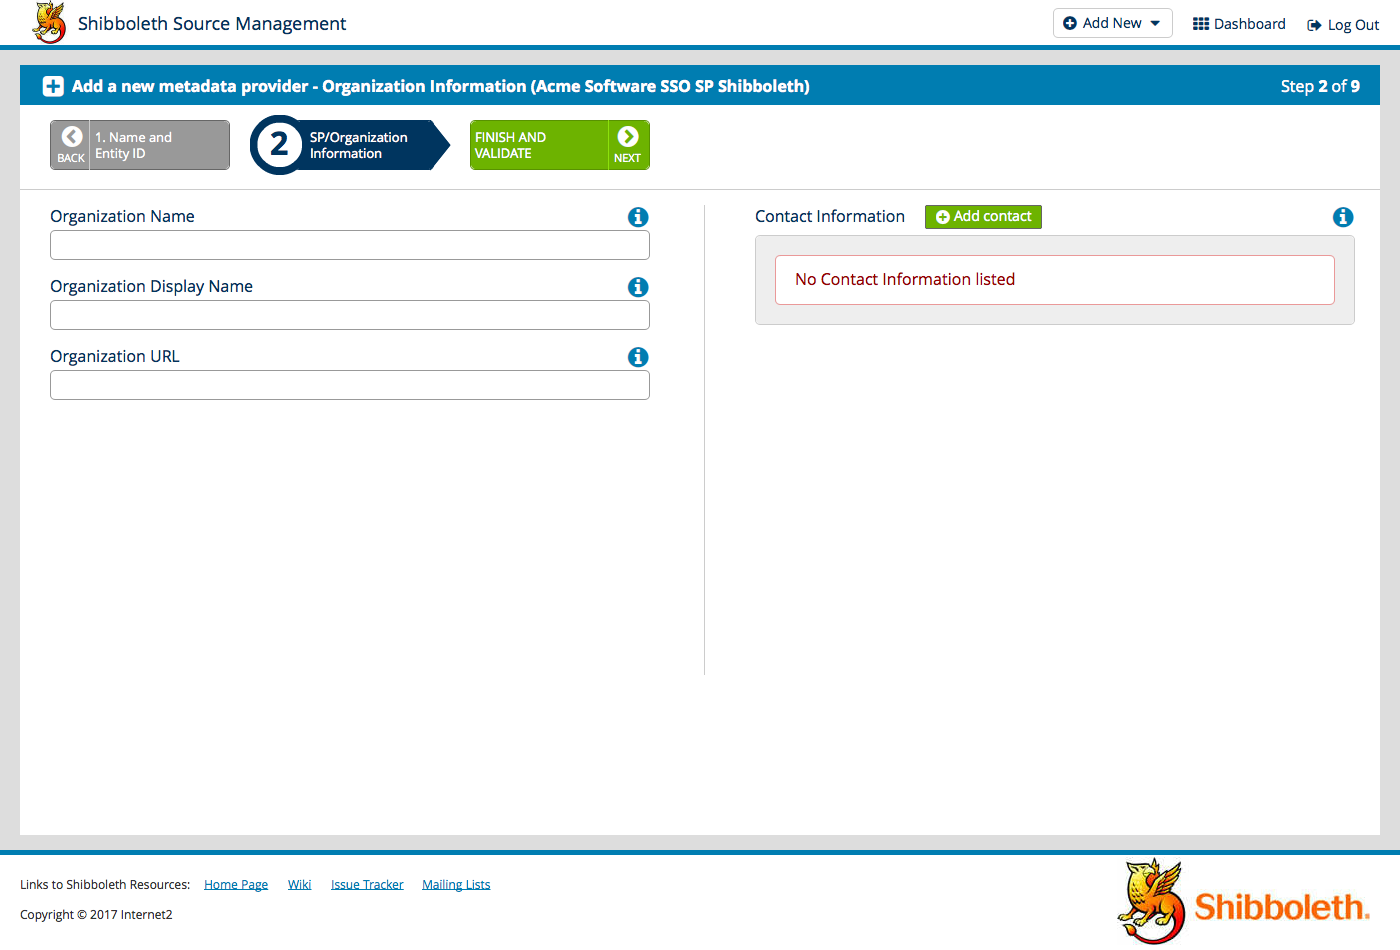 Shibboleth Source Management
Add New
Dashboard
Log Out
Add a new metadata provider - Organization Information (Acme Software SSO SP Shibboleth)
Step 2 of 9
BACK
1. Name and
Entity ID
2
SP/Organization
Information
FINISH AND
VALIDATE
NEXT
Organization Name
Organization Display Name
Organization URL
Contact Information
Add contact
No Contact Information listed
Links to Shibboleth Resources: Home Page Wiki Issue Tracker Mailing Lists
Copyright © 2017 Internet2
Shibboleth.